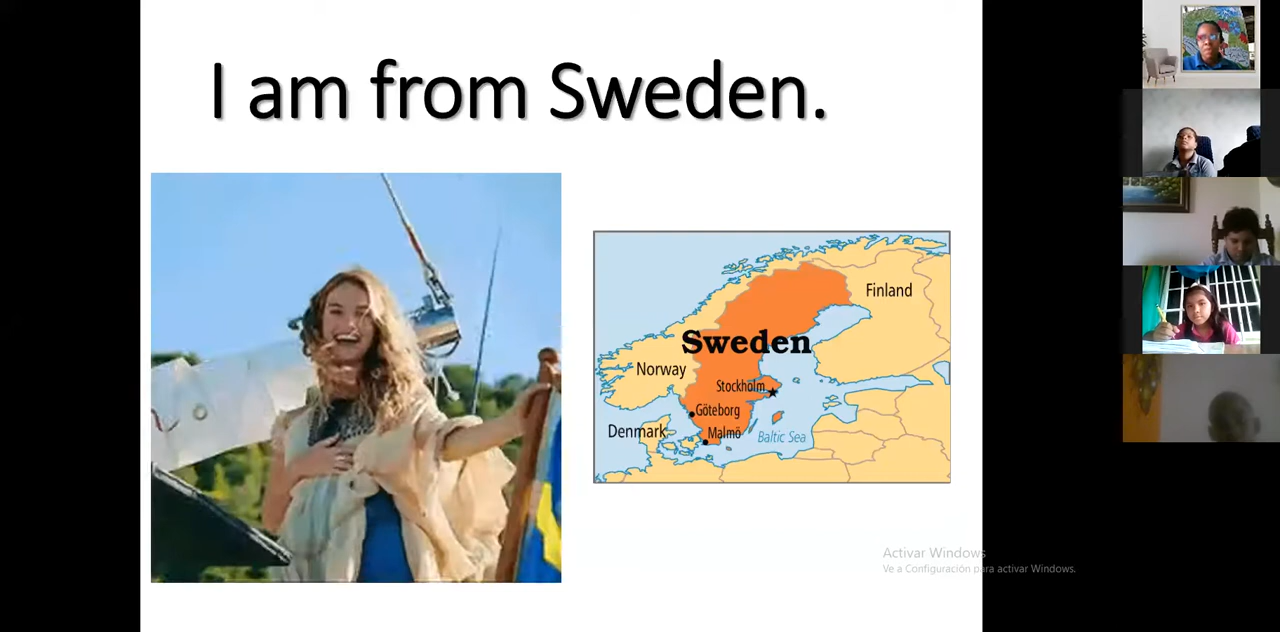 I am from Sweden.
Finland
Sweden
Norway
Stockholm
Göteborg
Denmark
Malmö
Baltic Sea
Activar Windows
Ve a Configuración para activar Windows.